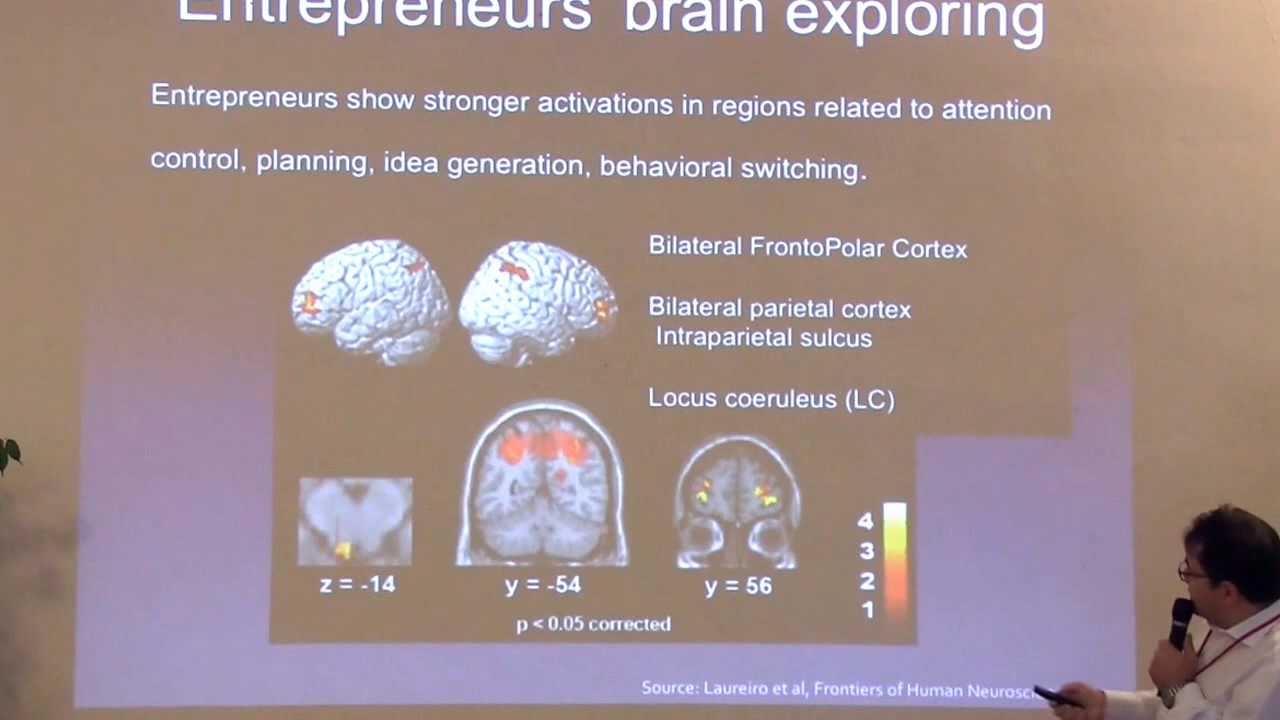 Entrepreneurs' brain exploring
Entrepreneurs show stronger activations in regions related to attention
control, planning, idea generation, behavioral switching.
Bilateral FrontoPolar Cortex
Bilateral parietal cortex
Intraparietal sulcus
Locus coeruleus (LC)
4
3
2
1
z = -14
y = -54
y = 56
p < 0.05 corrected
Source: Laureiro et al, Frontiers of Human